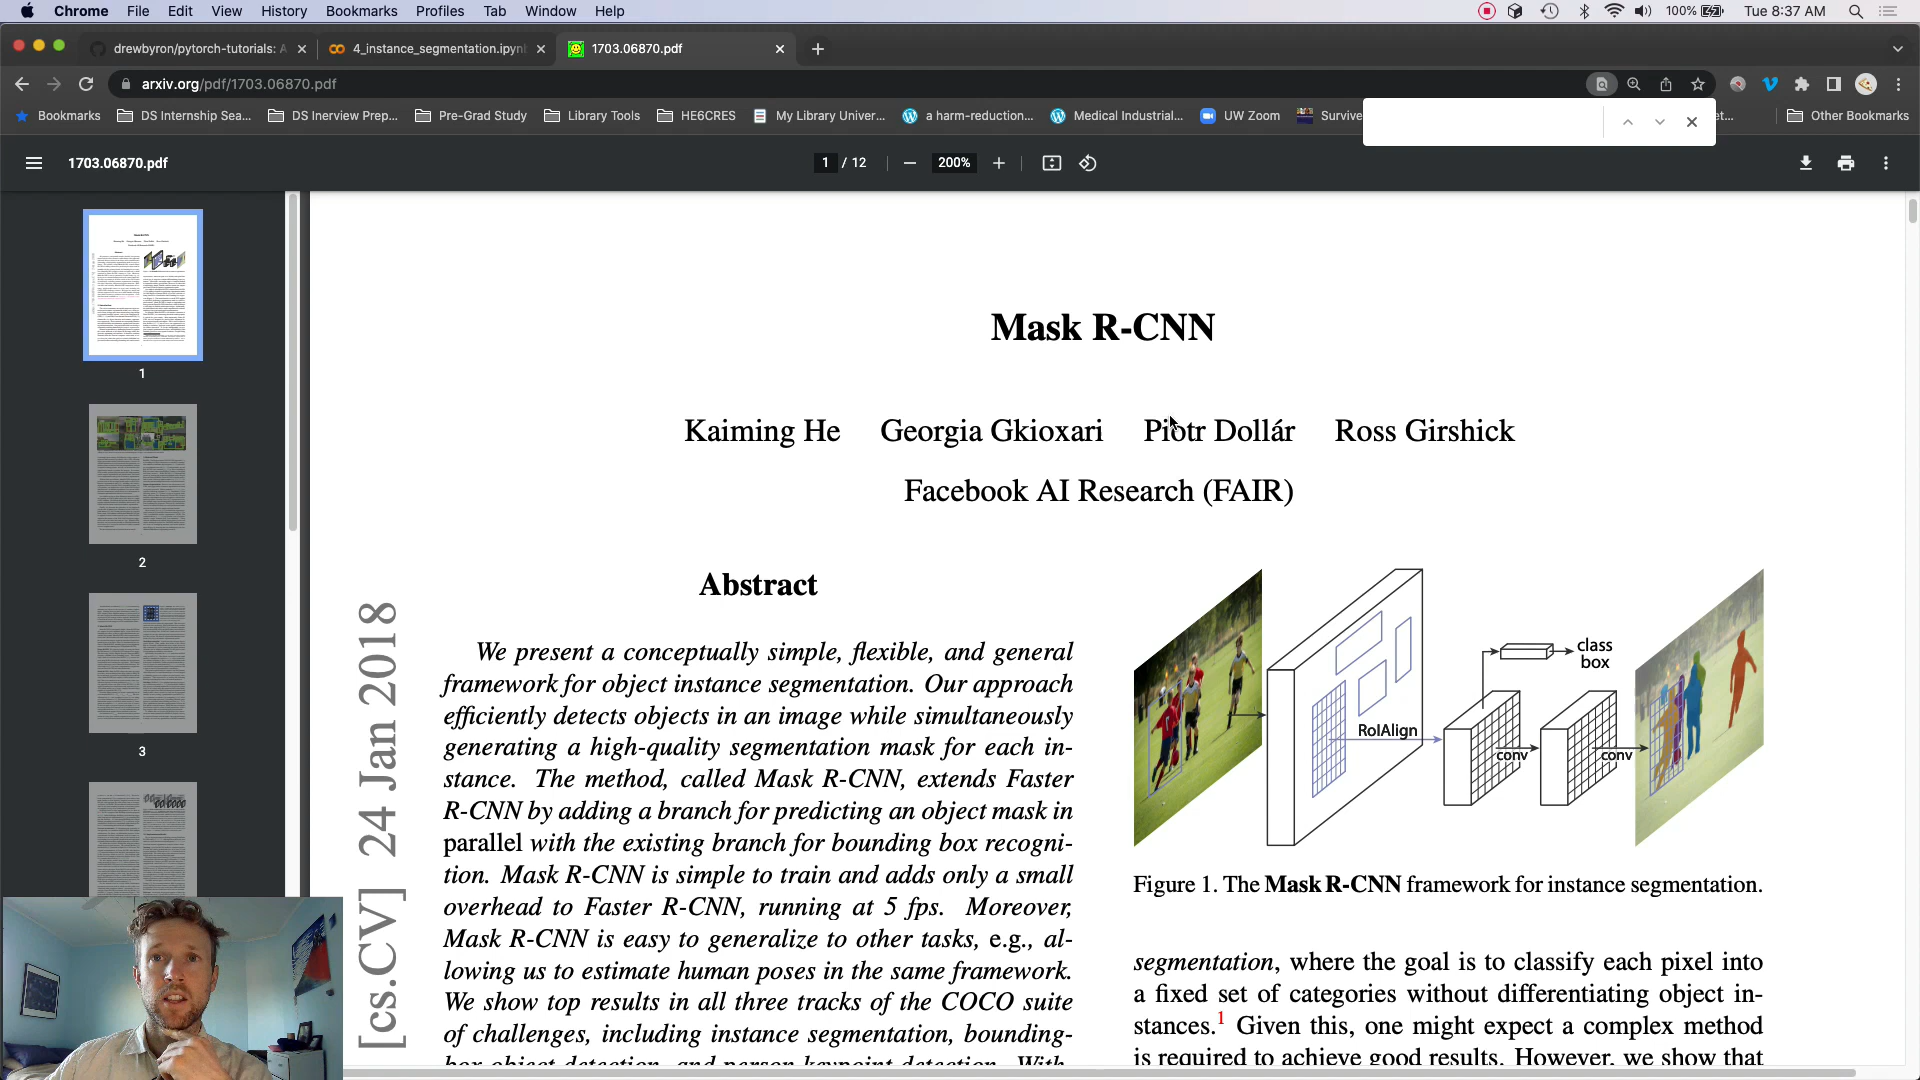 Chrome File Edit View History Bookmarks Profiles Tab Window Help 100% Tue 8:37 AM
drewbyron/pytorch-tutorials: A 4_instance_segmentation.ipyn 1703.06870.pdf
arxiv.org/pdf/1703.06870.pdf
Bookmarks DS Internship Sea... DS Inerview Prep... Pre-Grad Study Library Tools HE6CRES My Library Univer... a harm-reduction... Medical Industrial... UW Zoom Survive et... Other Bookmarks
1703.06870.pdf 1 / 12 200%
1
2
3
Mask R-CNN
Kaiming He Georgia Gkioxari Piotr Dollár Ross Girshick
Facebook AI Research (FAIR)
[cs.CV] 24 Jan 2018
Abstract
We present a conceptually simple, flexible, and general
framework for object instance segmentation. Our approach
efficiently detects objects in an image while simultaneously
generating a high-quality segmentation mask for each in-
stance. The method, called Mask R-CNN, extends Faster
R-CNN by adding a branch for predicting an object mask in
parallel with the existing branch for bounding box recogni-
tion. Mask R-CNN is simple to train and adds only a small
overhead to Faster R-CNN, running at 5 fps. Moreover,
Mask R-CNN is easy to generalize to other tasks, e.g., al-
lowing us to estimate human poses in the same framework.
We show top results in all three tracks of the COCO suite
of challenges, including instance segmentation, bounding-
box object detection, and person keypoint detection. With-
class
box
RoIAlign
conv
conv
Figure 1. The Mask R-CNN framework for instance segmentation.
segmentation, where the goal is to classify each pixel into
a fixed set of categories without differentiating object in-
stances.1 Given this, one might expect a complex method
is required to achieve good results. However, we show that